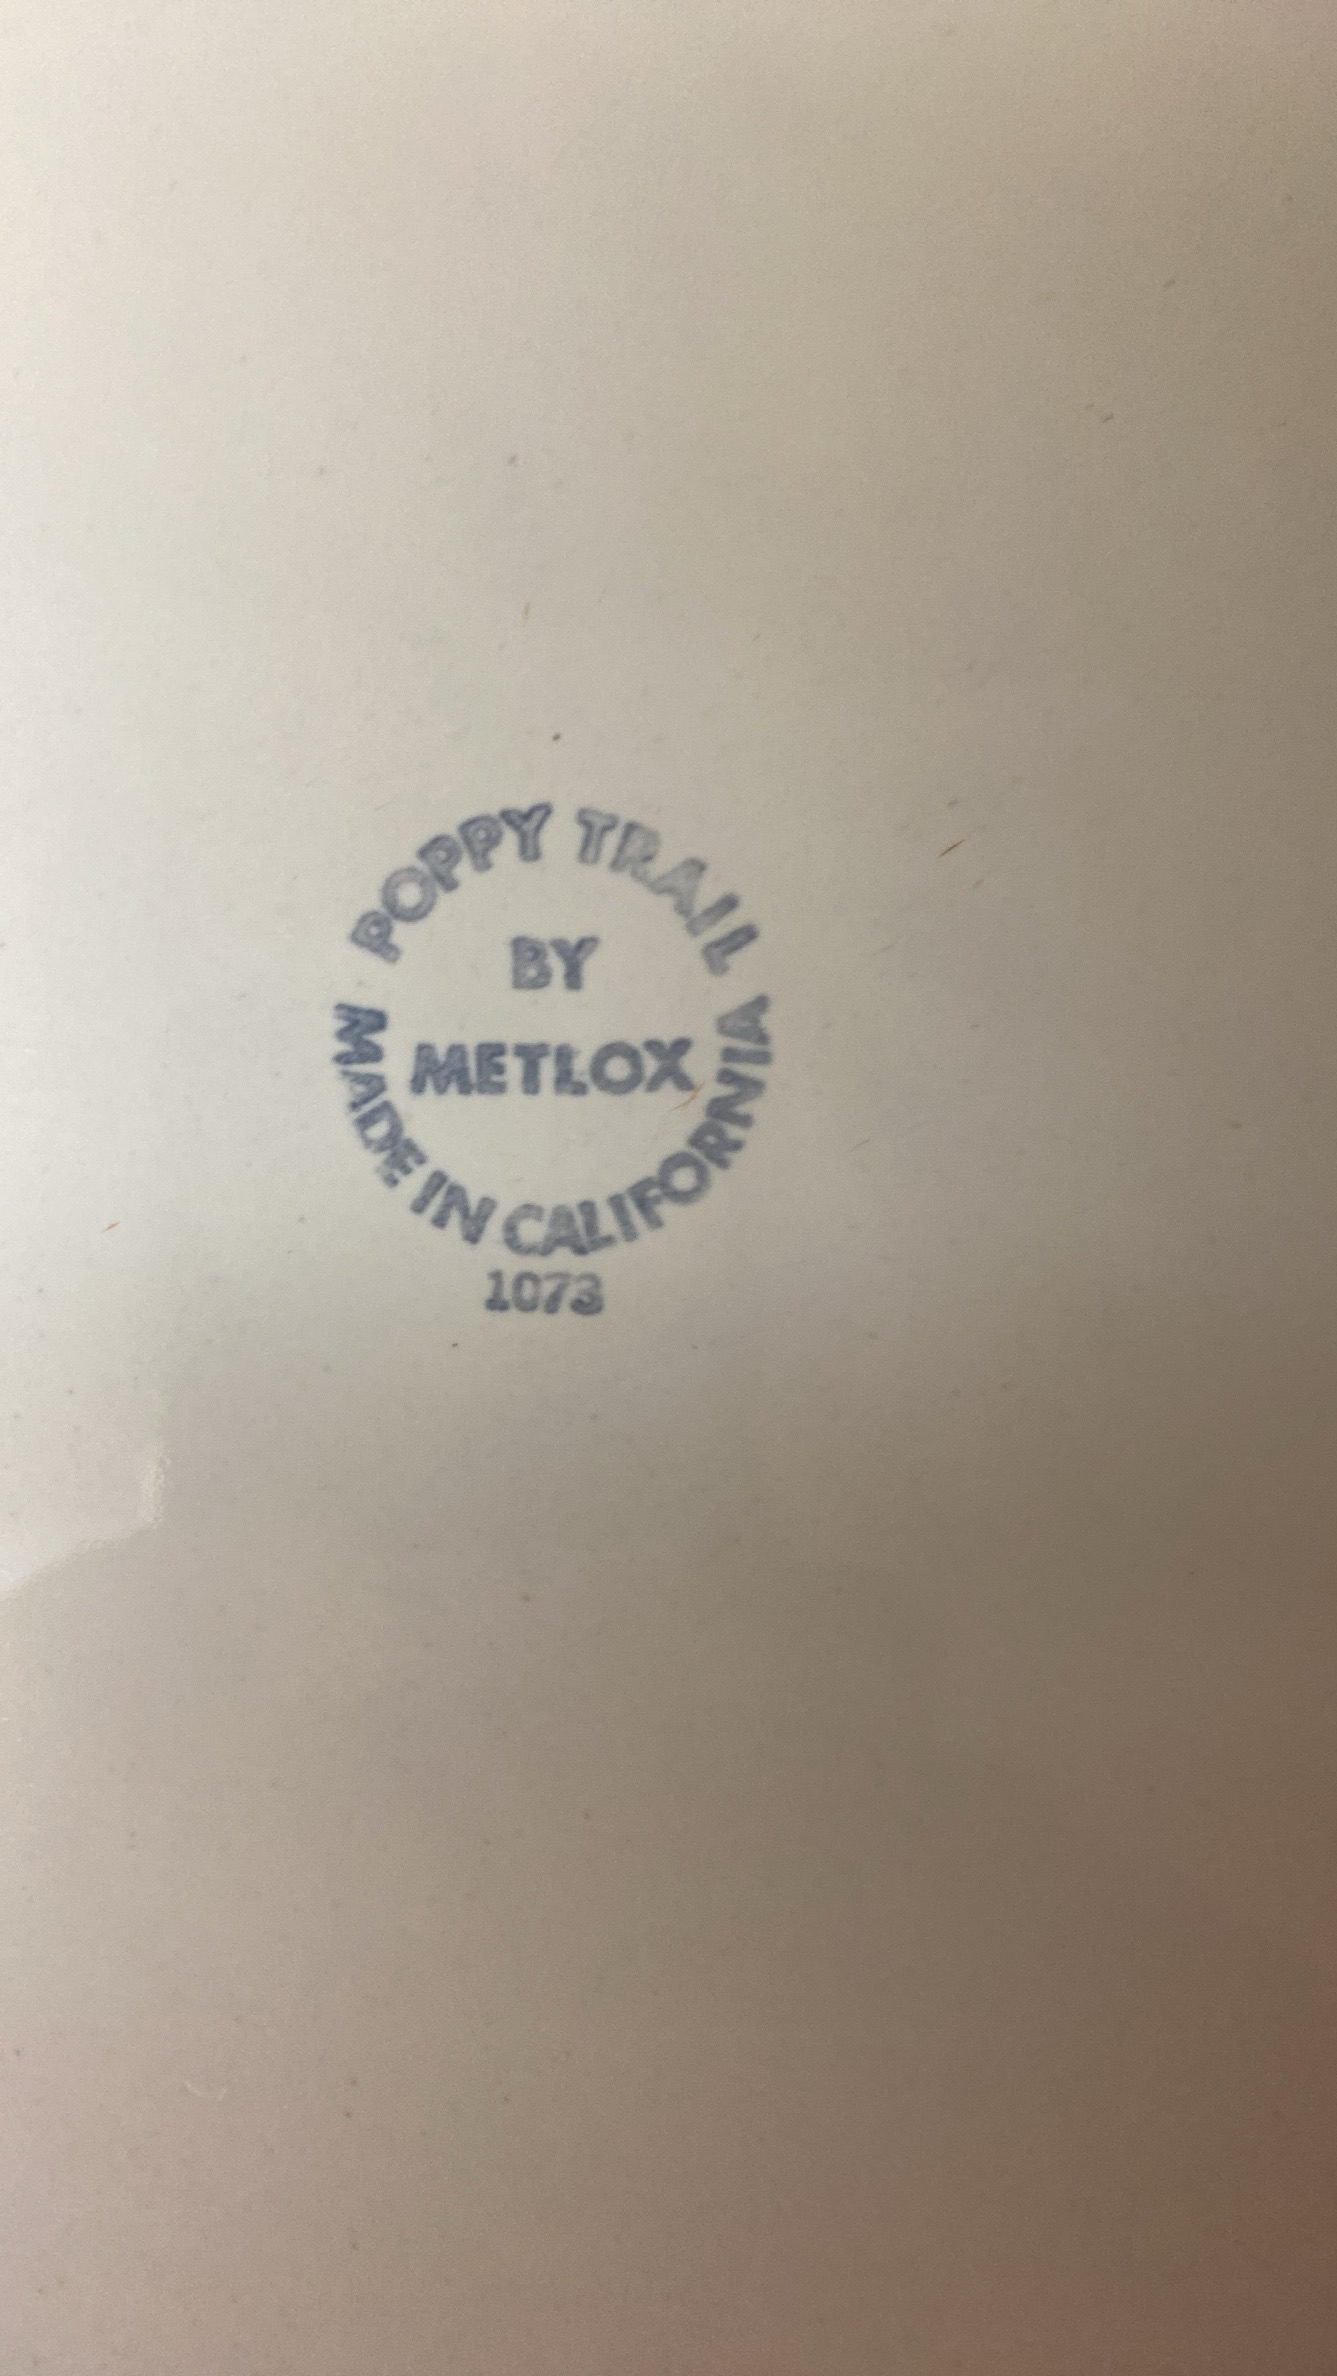 POPPY TRAIL
BY
METLOX
MADE IN CALIFORNIA
1073